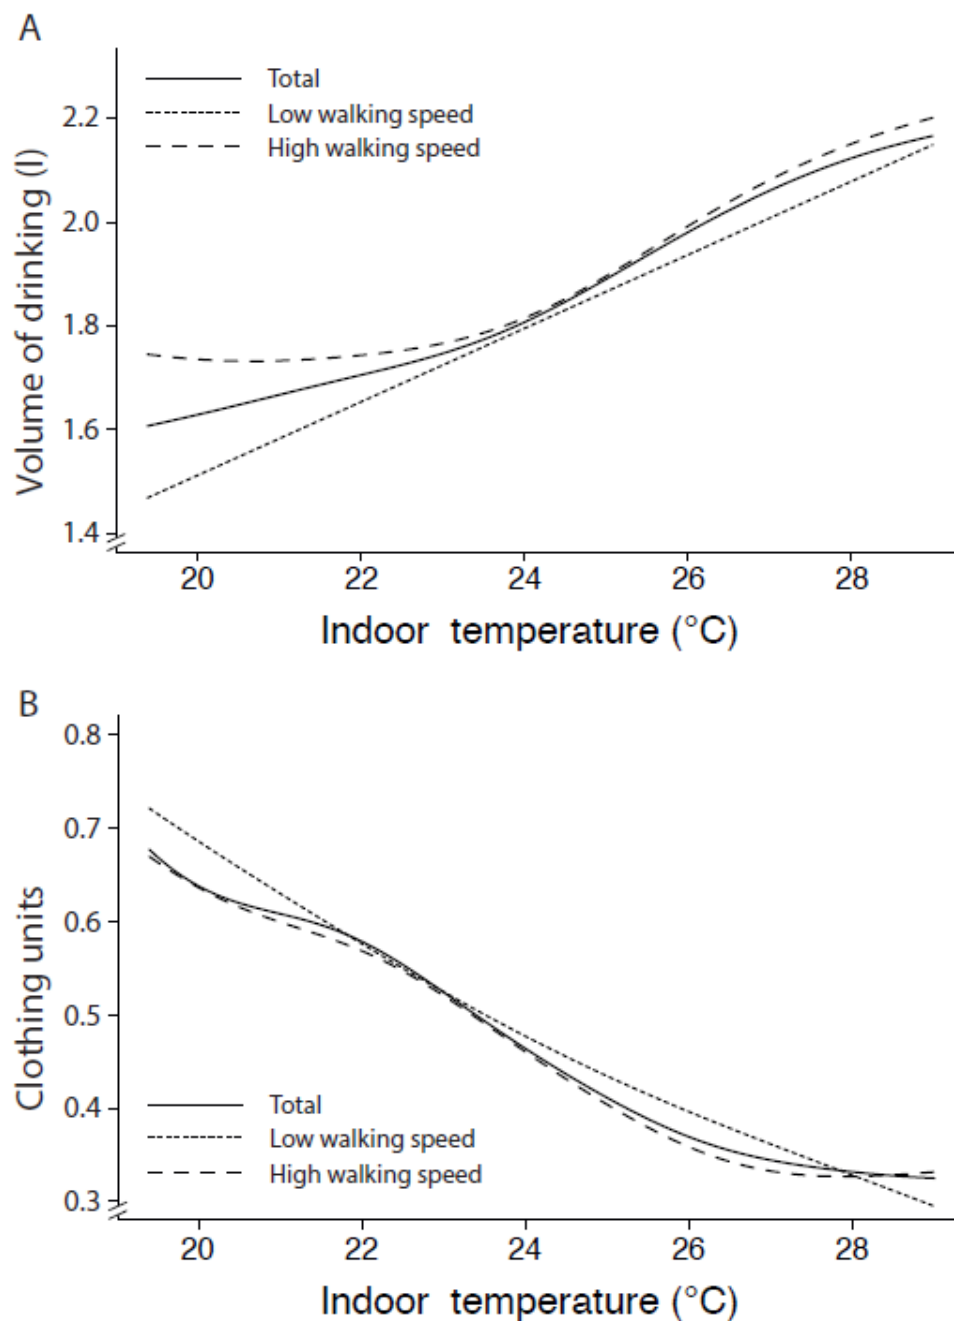 A
Total
Low walking speed
High walking speed
Volume of drinking (l)
2.2
2.0
1.8
1.6
1.4
20 22 24 26 28
Indoor temperature (°C)
B
0.8
0.7
0.6
0.5
0.4
0.3
Clothing units
Total
Low walking speed
High walking speed
20 22 24 26 28
Indoor temperature (°C)